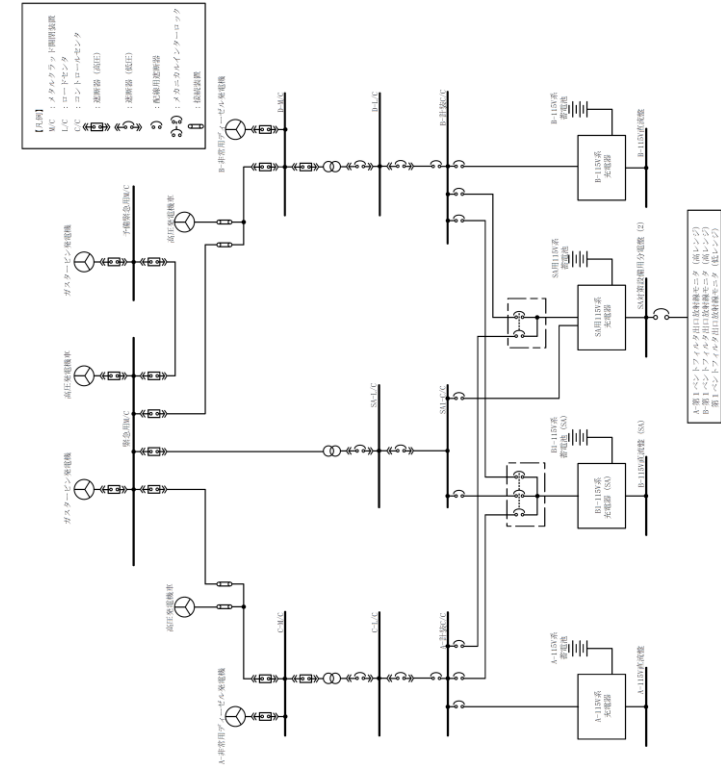 【凡例】
M/C ：メタルクラッド開閉装置
L/C ：ロードセンタ
C/C ：コントロールセンタ
：遮断器（高圧）
：遮断器（低圧）
：配線用遮断器
：メカニカルインターロック
：接続装置
ガスタービン発電機
高圧発電機車
ガスタービン発電機
予備緊急用M/C
緊急用M/C
高圧発電機車
高圧発電機車
A-非常用ディーゼル発電機
B-非常用ディーゼル発電機
C-M/C
D-M/C
C-L/C
SA-L/C
D-L/C
A-計装C/C
SA1-C/C
B-計装C/C
A-115V系
蓄電池
B1-115V系
蓄電池（SA）
SA用115V系
蓄電池
B-115V系
蓄電池
A-115V系
充電器
B1-115V系
充電器（SA）
SA用115V系
充電器
B-115V系
充電器
A-115V直流盤
B-115V直流盤（SA）
SA対策設備用分電盤（2）
B-115V直流盤
A-第１ベントフィルタ出口放射線モニタ（高レンジ）
B-第１ベントフィルタ出口放射線モニタ（高レンジ）
第１ベントフィルタ出口放射線モニタ（低レンジ）